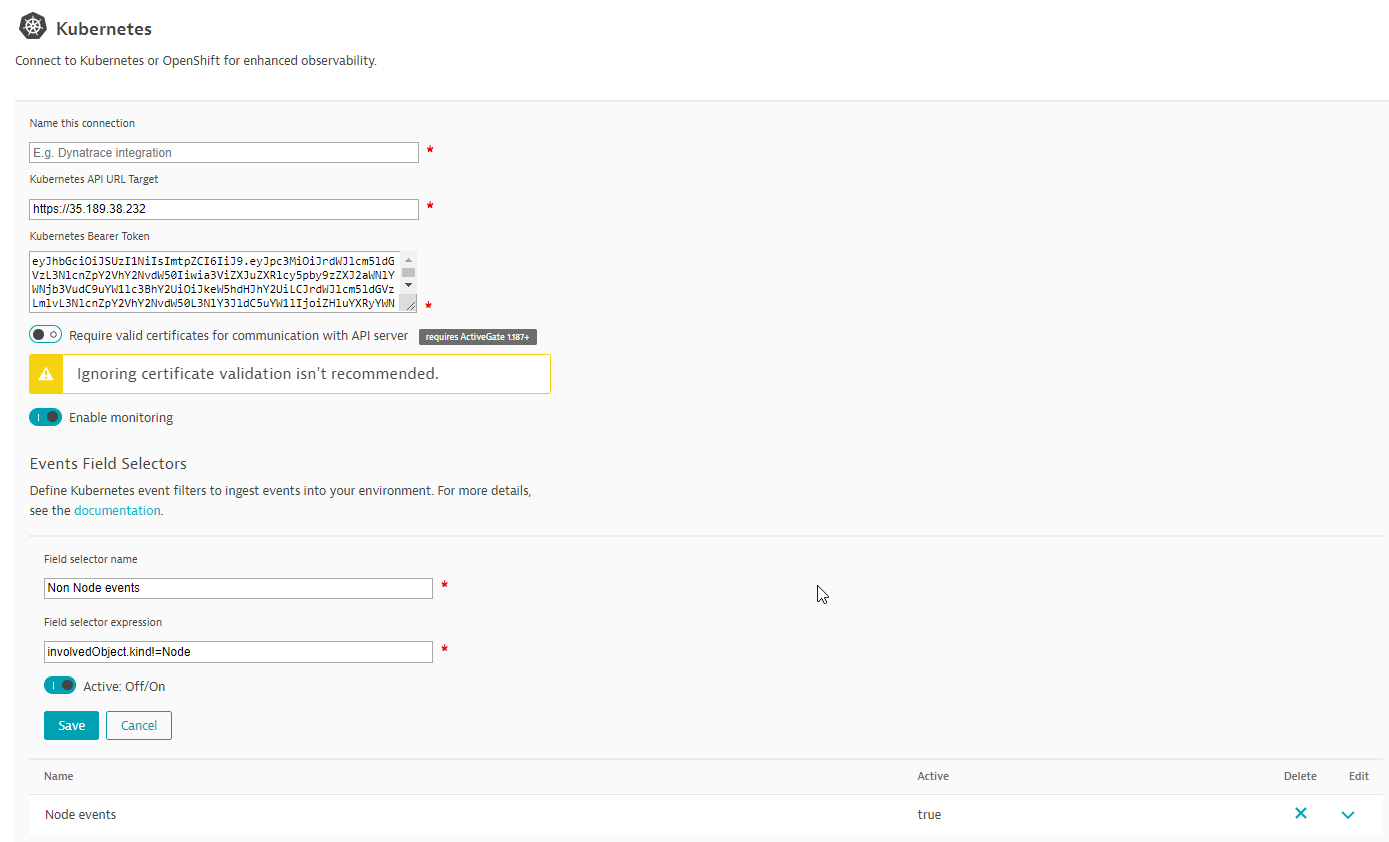 Kubernetes
Connect to Kubernetes or OpenShift for enhanced observability.
Name this connection
E.g. Dynatrace integration
*
Kubernetes API URL Target
https://35.189.38.232
*
Kubernetes Bearer Token
eyJhbGciOiJSUzI1NiIsImtpZCI6IiJ9.eyJpc3MiOiJrdWJlcm5ldG
VzL3NlcnZpY2VhY2NvdW50Iiwia3ViZXJuZXRlcy5pby9zZXJ2aWNlY
WNjb3VudC9uYW1lc3BhY2UiOiJkeW5hdHJhY2UiLCJrdWJlcm5ldGVz
LmlvL3NlcnZpY2VhY2NvdW50L3NlY3JldC5uYW1lIjoiZHluYXRyYWN
*
Require valid certificates for communication with API server requires ActiveGate 1.187+
Ignoring certificate validation isn't recommended.
Enable monitoring
Events Field Selectors
Define Kubernetes event filters to ingest events into your environment. For more details,
see the documentation.
Field selector name
Non Node events
*
Field selector expression
involvedObject.kind!=Node
*
Active: Off/On
Save Cancel
Name Active Delete Edit
Node events true